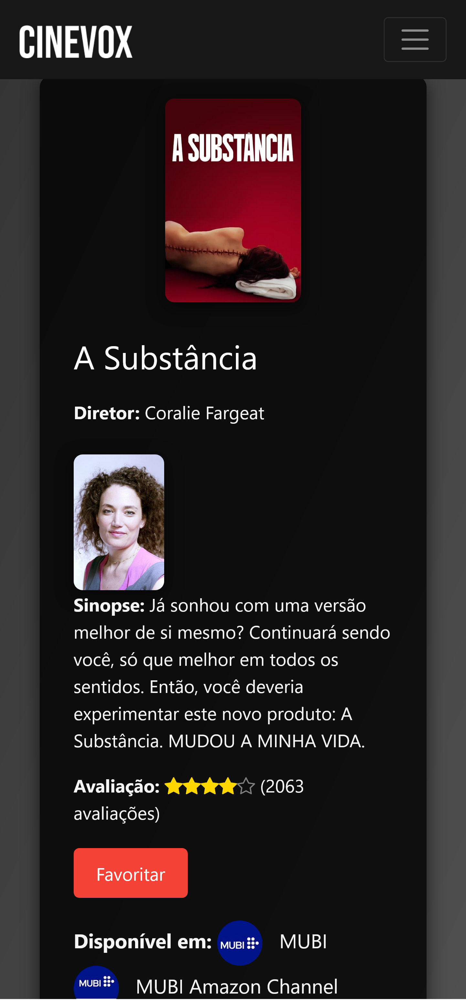 CINEVOX
A SUBSTÂNCIA
A Substância
Diretor: Coralie Fargeat
Sinopse: Já sonhou com uma versão
melhor de si mesmo? Continuará sendo
você, só que melhor em todos os
sentidos. Então, você deveria
experimentar este novo produto: A
Substância. MUDOU A MINHA VIDA.
Avaliação: (2063
avaliações)
Favoritar
Disponível em: MUBI MUBI
MUBI MUBI Amazon Channel